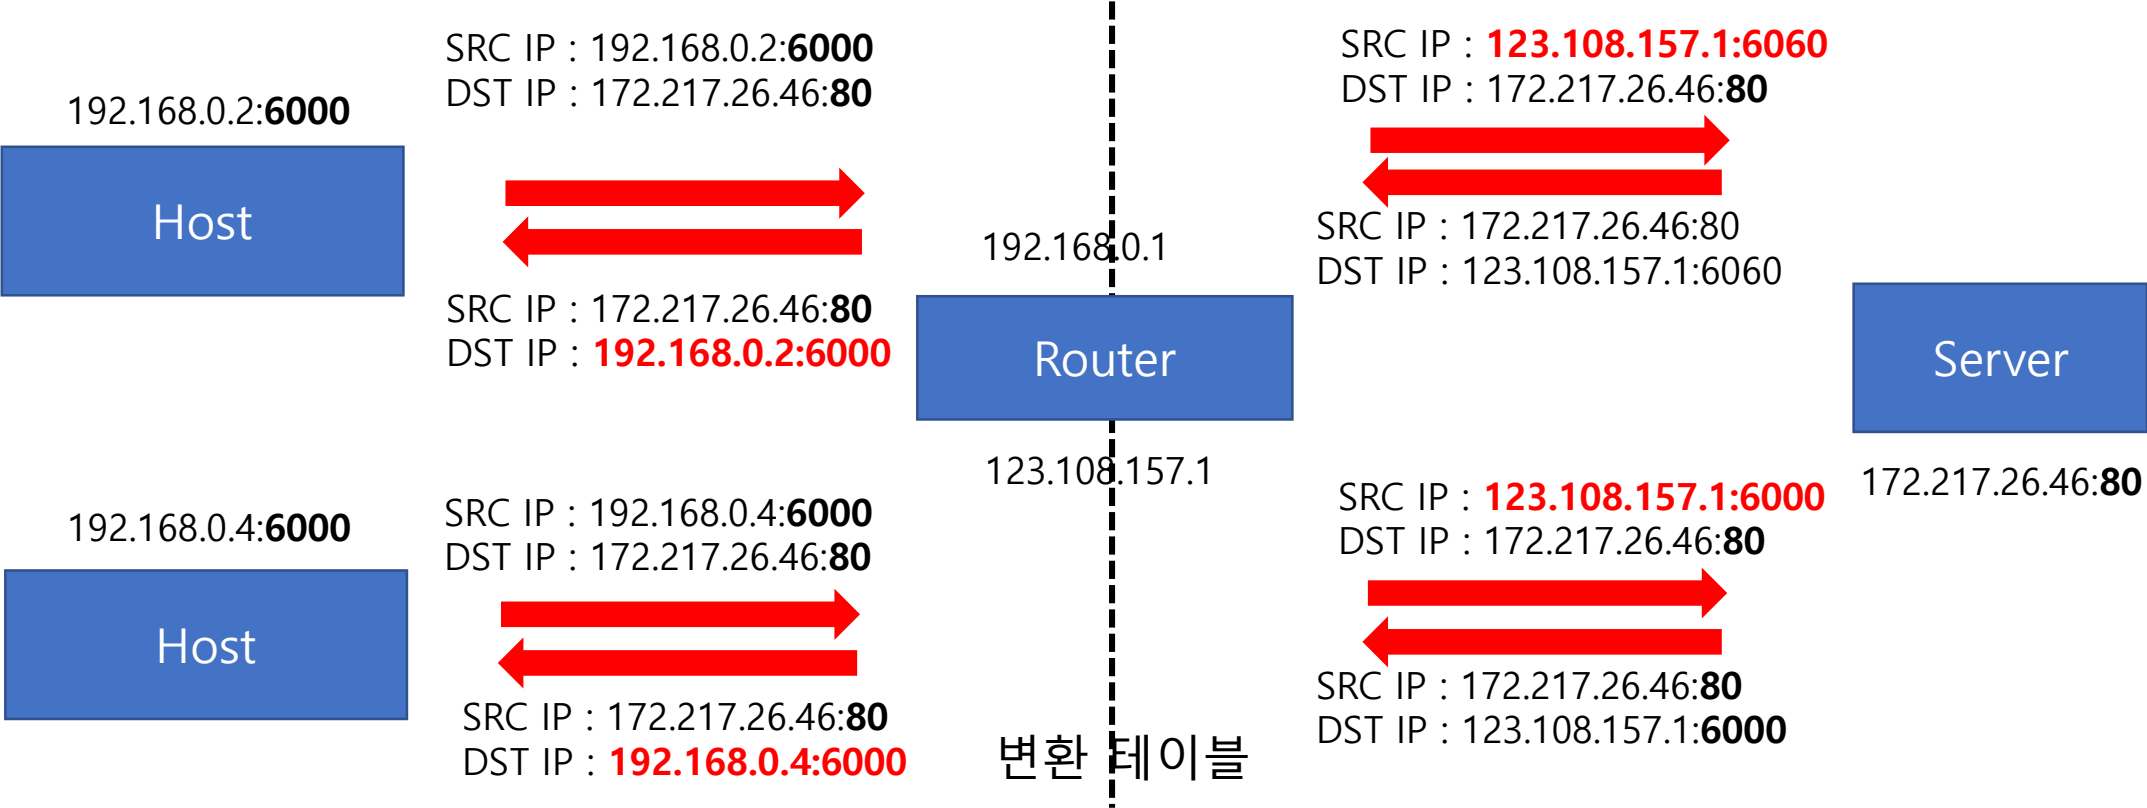 192.168.0.2:6000
Host
SRC IP : 192.168.0.2:6000
DST IP : 172.217.26.46:80
SRC IP : 172.217.26.46:80
DST IP : 192.168.0.2:6000
192.168.0.4:6000
Host
SRC IP : 192.168.0.4:6000
DST IP : 172.217.26.46:80
SRC IP : 172.217.26.46:80
DST IP : 192.168.0.4:6000
192.168.0.1
Router
123.108.157.1
변환 테이블
SRC IP : 123.108.157.1:6060
DST IP : 172.217.26.46:80
SRC IP : 172.217.26.46:80
DST IP : 123.108.157.1:6060
SRC IP : 123.108.157.1:6000
DST IP : 172.217.26.46:80
SRC IP : 172.217.26.46:80
DST IP : 123.108.157.1:6000
Server
172.217.26.46:80